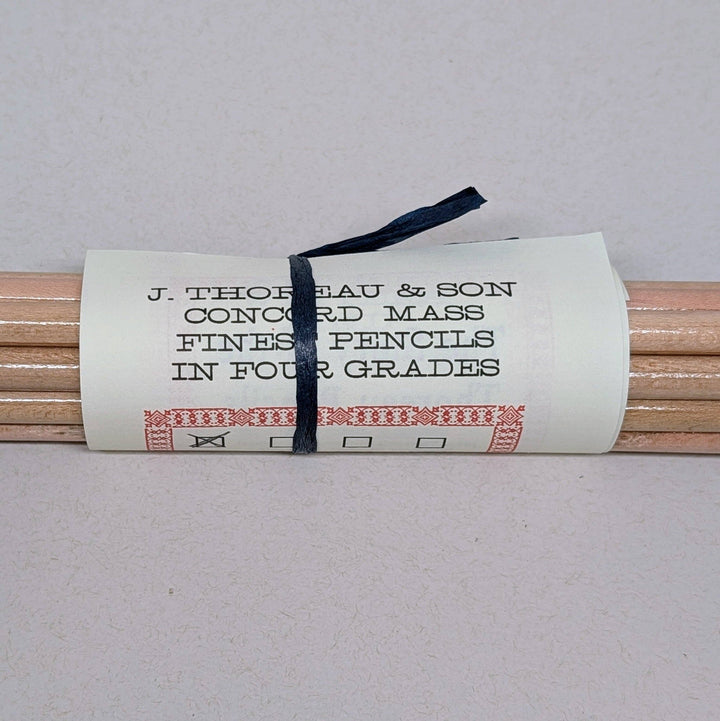 J. THOREAU & SON
CONCORD MASS
FINEST PENCILS
IN FOUR GRADES